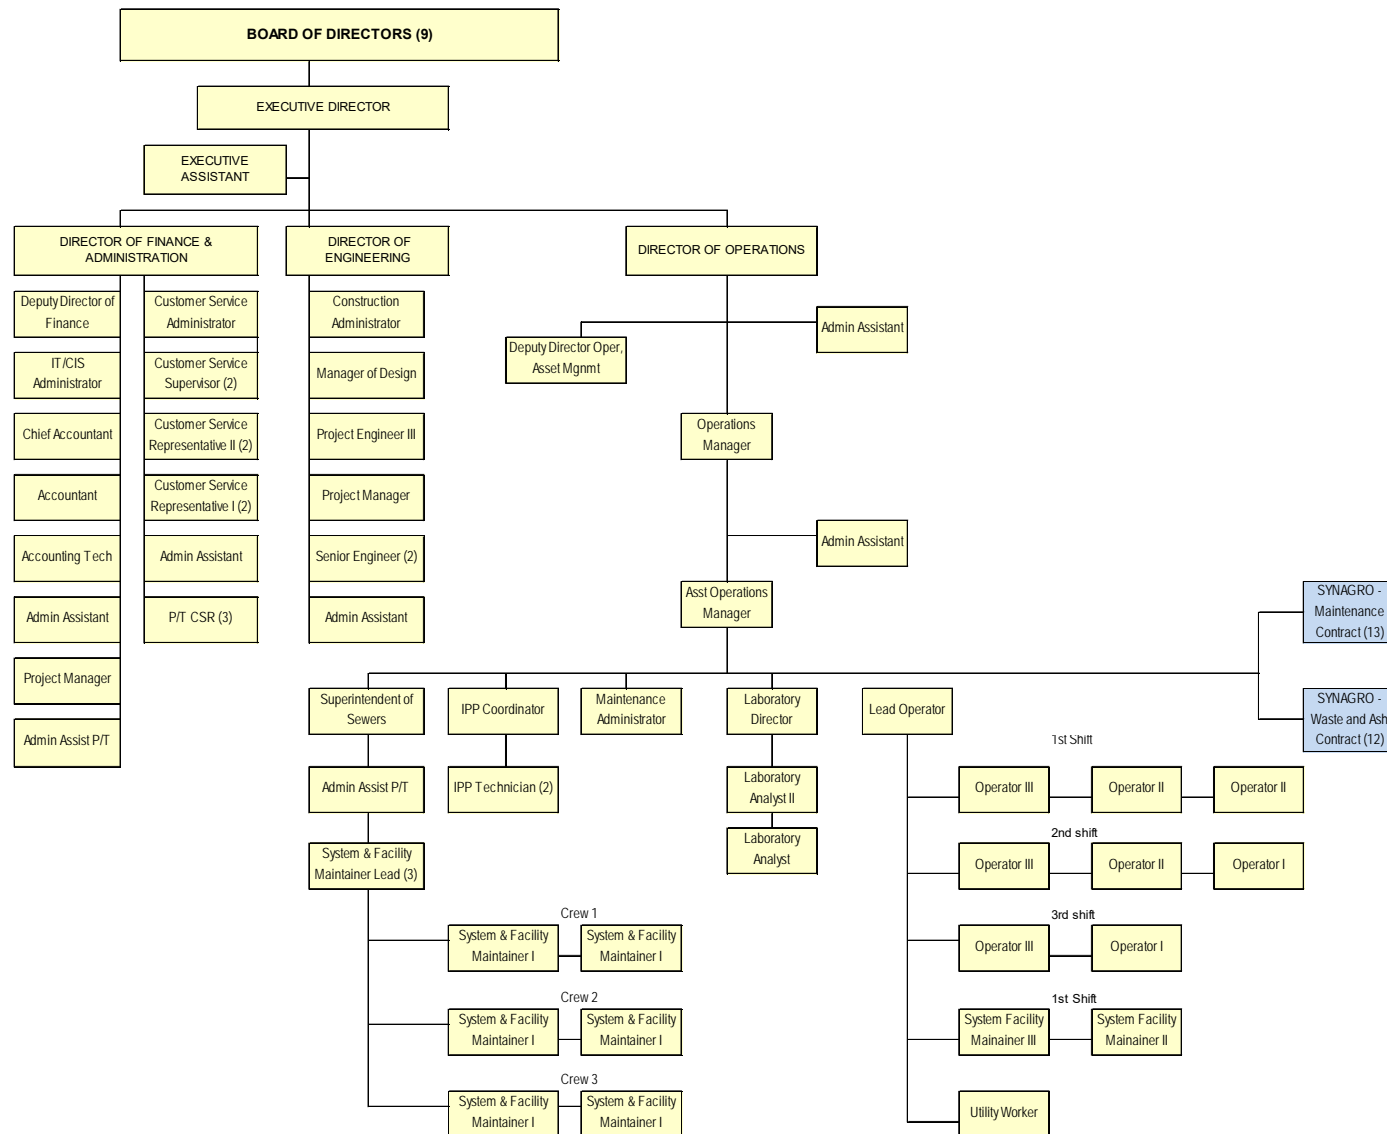 BOARD OF DIRECTORS (9)
EXECUTIVE DIRECTOR
EXECUTIVE
ASSISTANT
DIRECTOR OF FINANCE &
ADMINISTRATION
DIRECTOR OF
ENGINEERING
DIRECTOR OF OPERATIONS
Deputy Director of
Finance
IT/CIS
Administrator
Chief Accountant
Accountant
Accounting Tech
Admin Assistant
Project Manager
Admin Assist P/T
Customer Service
Administrator
Customer Service
Supervisor (2)
Customer Service
Representative II (2)
Customer Service
Representative I (2)
Admin Assistant
P/T CSR (3)
Construction
Administrator
Manager of Design
Project Engineer III
Project Manager
Senior Engineer (2)
Admin Assistant
Admin Assistant
Deputy Director Oper,
Asset Mgnmt
Operations
Manager
Admin Assistant
Asst Operations
Manager
SYNAGRO -
Maintenance
Contract (13)
SYNAGRO -
Waste and Ash
Contract (12)
Superintendent of
Sewers
Admin Assist P/T
System & Facility
Maintainer Lead (3)
Crew 1
System & Facility
Maintainer I
System & Facility
Maintainer I
Crew 2
System & Facility
Maintainer I
System & Facility
Maintainer I
Crew 3
System & Facility
Maintainer I
System & Facility
Maintainer I
IPP Coordinator
IPP Technician (2)
Maintenance
Administrator
Laboratory
Director
Laboratory
Analyst II
Laboratory
Analyst
Lead Operator
1st Shift
Operator III
Operator II
Operator II
2nd shift
Operator III
Operator II
Operator I
3rd shift
Operator III
Operator I
1st Shift
System Facility
Mainainer III
System Facility
Mainainer II
Utility Worker